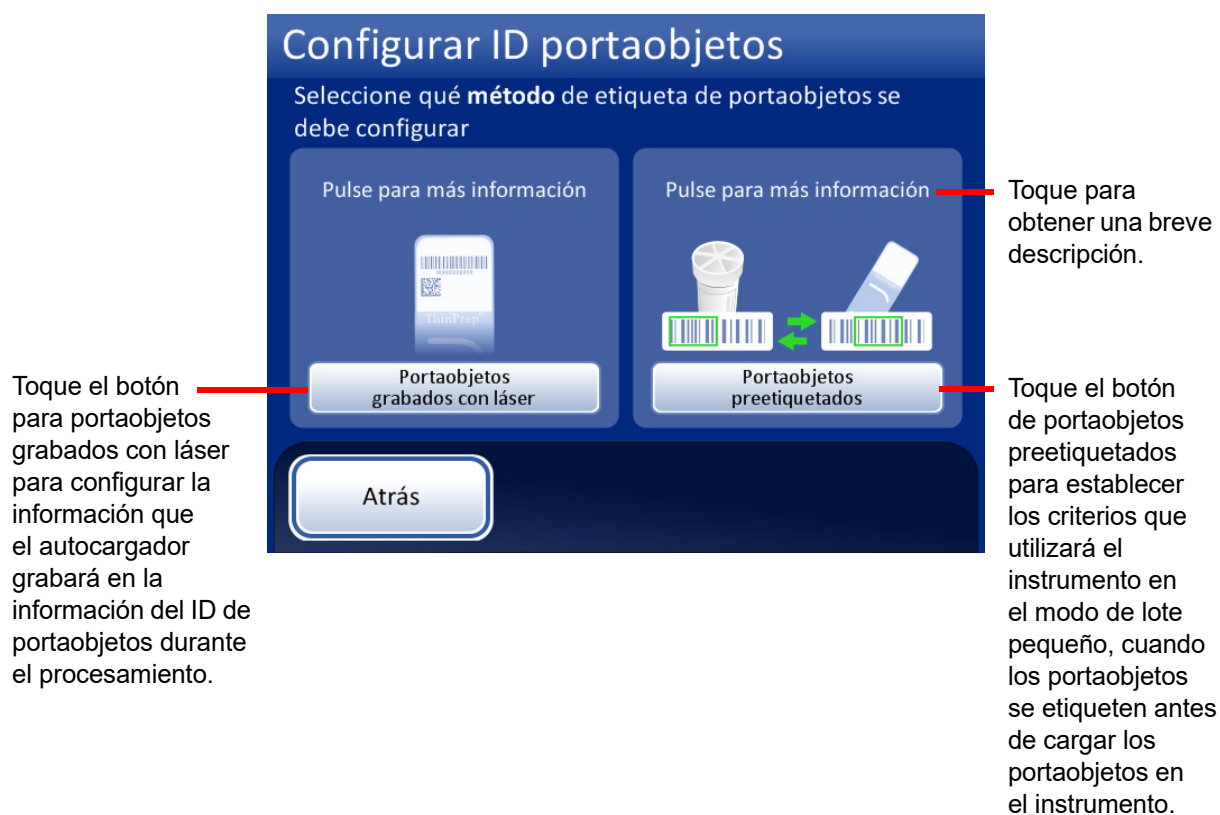 Configurar ID portaobjetos
Seleccione qué método de etiqueta de portaobjetos se
debe configurar
Pulse para más información
ThinPrep®
Portaobjetos
grabados con láser
Pulse para más información
Portaobjetos
preetiquetados
Atrás
Toque el botón
para portaobjetos
grabados con láser
para configurar la
información que
el autocargador
grabará en la
información del ID de
portaobjetos durante
el procesamiento.
Toque para
obtener una breve
descripción.
Toque el botón
de portaobjetos
preetiquetados
para establecer
los criterios que
utilizará el
instrumento en
el modo de lote
pequeño, cuando
los portaobjetos
se etiqueten antes
de cargar los
portaobjetos en
el instrumento.